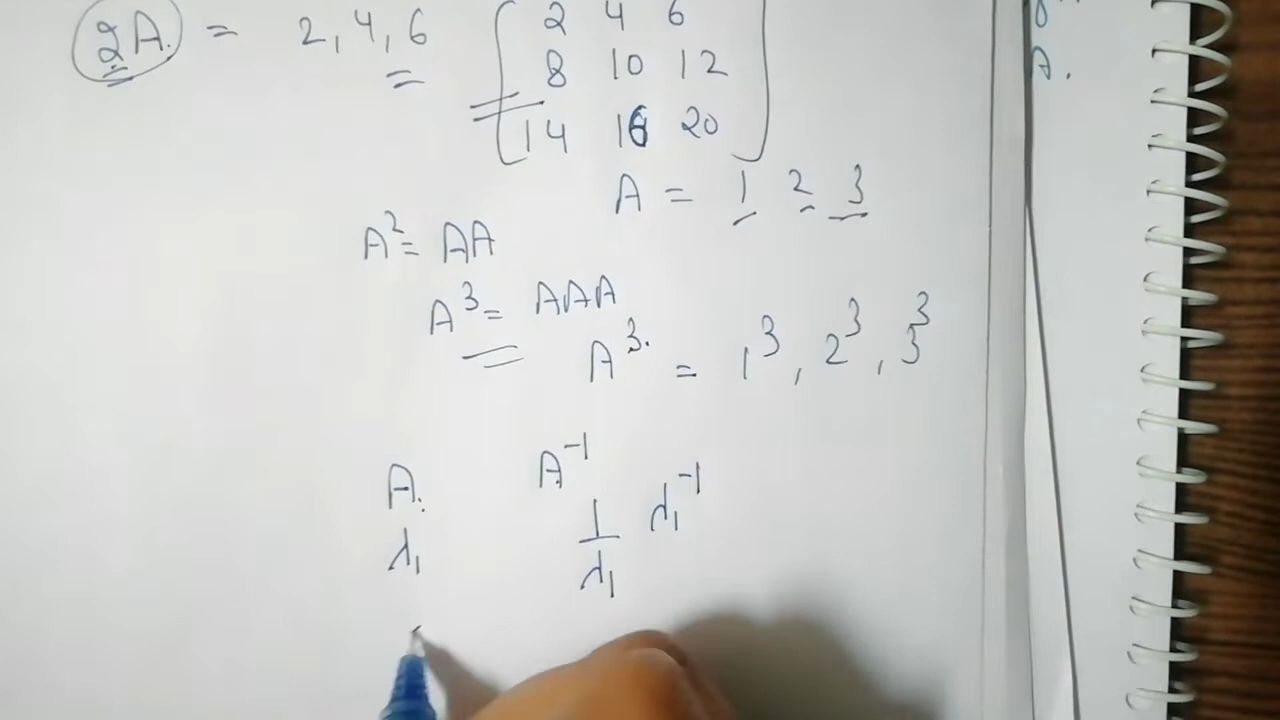 2A. = 2, 4, 6
2 4 6
8 10 12
14 16 20
A = 1 2 3
A² = AA
A³ = AAA
A³. = 1³, 2³, 3³
A. A⁻¹
λ₁ 1/λ₁ λ₁⁻¹
A.